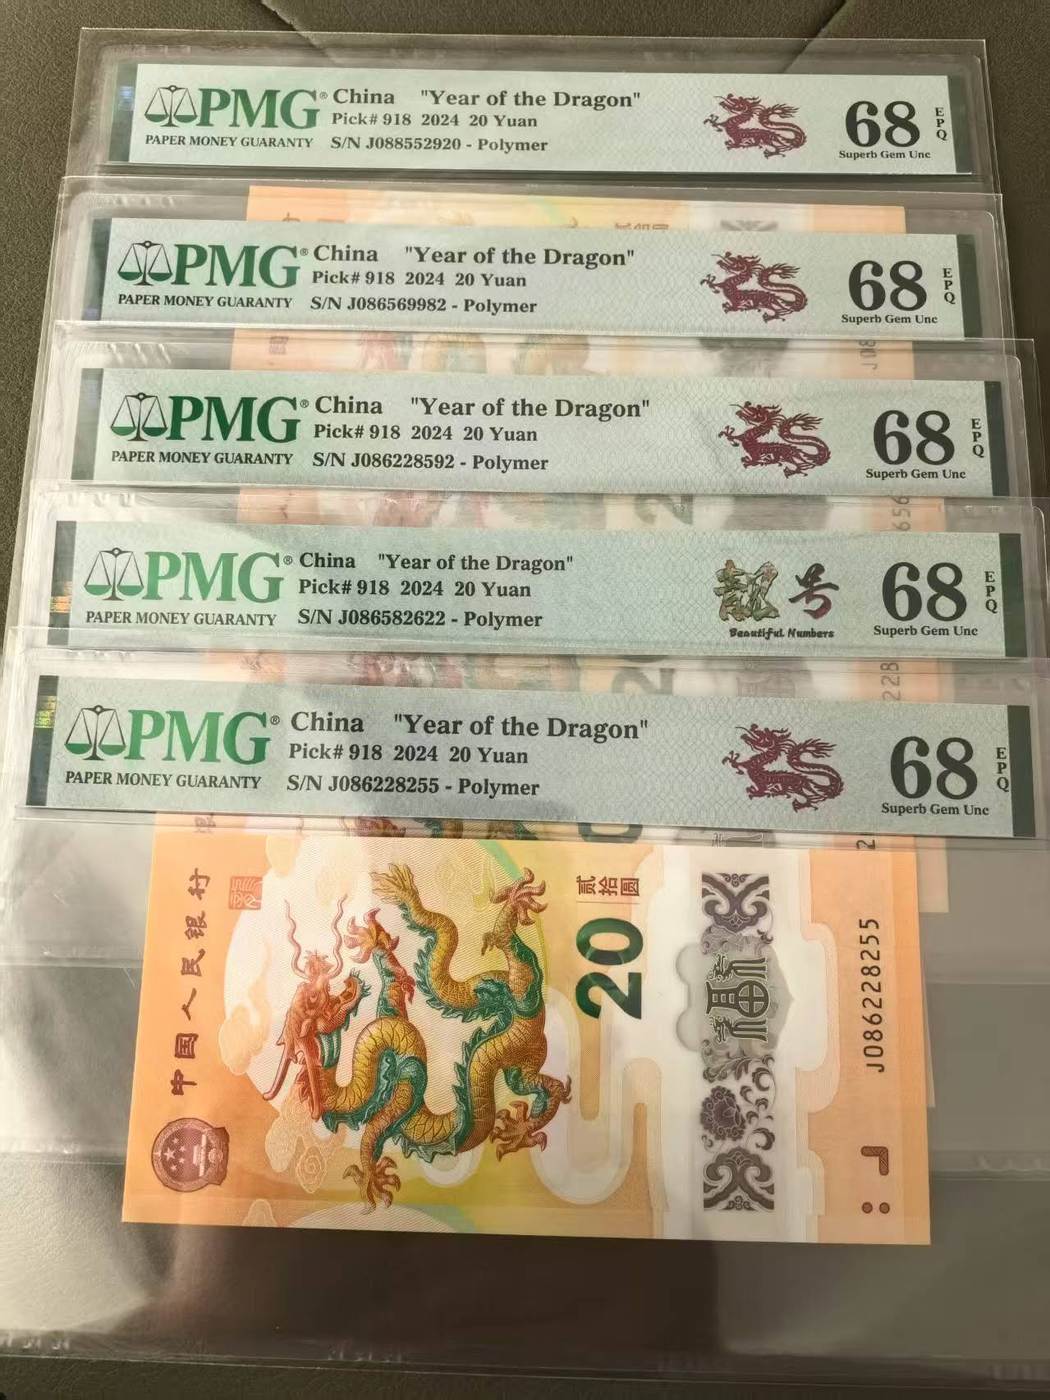 PMG® China "Year of the Dragon"
Pick# 918 2024 20 Yuan
PAPER MONEY GUARANTY S/N J088552920 - Polymer
68 EPQ
Superb Gem Unc
PMG® China "Year of the Dragon"
Pick# 918 2024 20 Yuan
PAPER MONEY GUARANTY S/N J086569982 - Polymer
68 EPQ
Superb Gem Unc
J08
PMG® China "Year of the Dragon"
Pick# 918 2024 20 Yuan
PAPER MONEY GUARANTY S/N J086228592 - Polymer
68 EPQ
Superb Gem Unc
2
656
PMG® China "Year of the Dragon"
Pick# 918 2024 20 Yuan
PAPER MONEY GUARANTY S/N J086582622 - Polymer
靓号
Beautiful Numbers
68 EPQ
Superb Gem Unc
2
228
PMG® China "Year of the Dragon"
Pick# 918 2024 20 Yuan
PAPER MONEY GUARANTY S/N J086228255 - Polymer
68 EPQ
Superb Gem Unc
中国人民银行
贰拾圆
20
J086228255